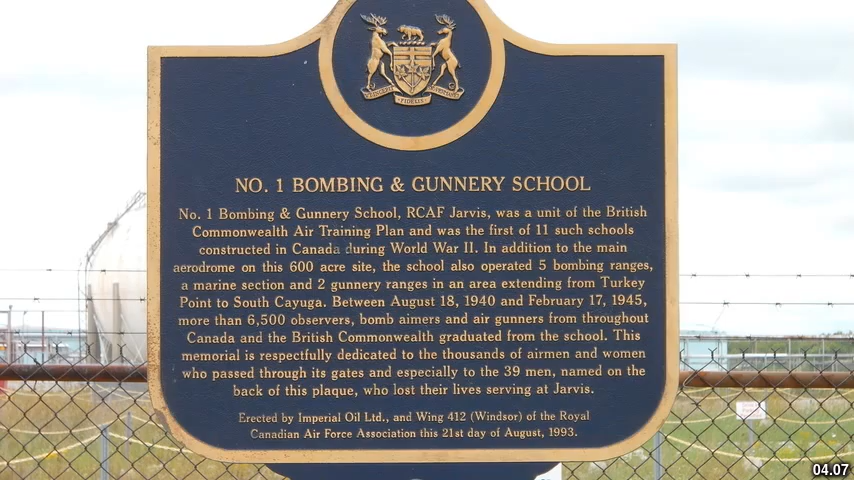 FIDELIS
NO. 1 BOMBING & GUNNERY SCHOOL
No. 1 Bombing & Gunnery School, RCAF Jarvis, was a unit of the British
Commonwealth Air Training Plan and was the first of 11 such schools
constructed in Canada during World War II. In addition to the main
aerodrome on this 600 acre site, the school also operated 5 bombing ranges,
a marine section and 2 gunnery ranges in an area extending from Turkey
Point to South Cayuga. Between August 18, 1940 and February 17, 1945,
more than 6,500 observers, bomb aimers and air gunners from throughout
Canada and the British Commonwealth graduated from the school. This
memorial is respectfully dedicated to the thousands of airmen and women
who passed through its gates and especially to the 39 men, named on the
back of this plaque, who lost their lives serving at Jarvis.
Erected by Imperial Oil Ltd., and Wing 412 (Windsor) of the Royal
Canadian Air Force Association this 21st day of August, 1993.
04.07